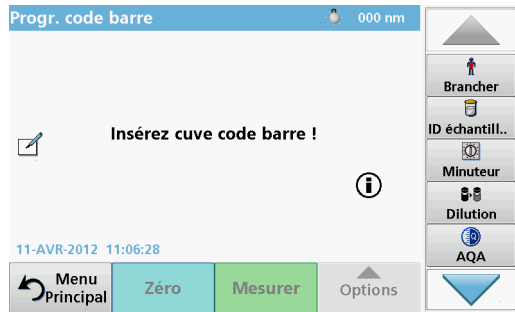 Progr. code barre
000 nm
Insérez cuve code barre !
11-AVR-2012 11:06:28
Menu
Principal
Zéro
Mesurer
Options
Brancher
ID échantill..
Minuteur
Dilution
AQA